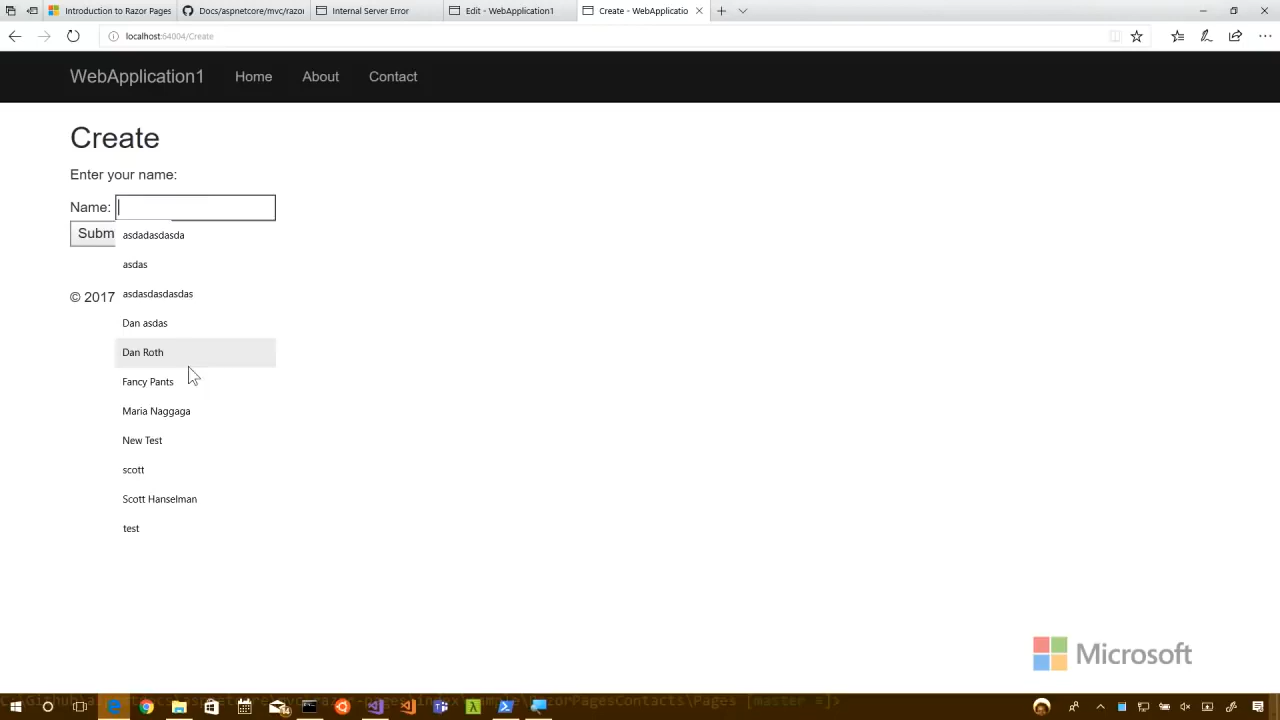 Introduction to Razor Pages
Docs/aspnetcore/mvc/razor
Internal Server Error
Edit - WebApplication1
Create - WebApplicatio
localhost:64004/Create
WebApplication1
Home
About
Contact
Create
Enter your name:
Name:
Subm
asdadasdasda
asdas
© 2017
asdasdasdasdas
Dan asdas
Dan Roth
Fancy Pants
Maria Naggaga
New Test
scott
Scott Hanselman
test
Microsoft